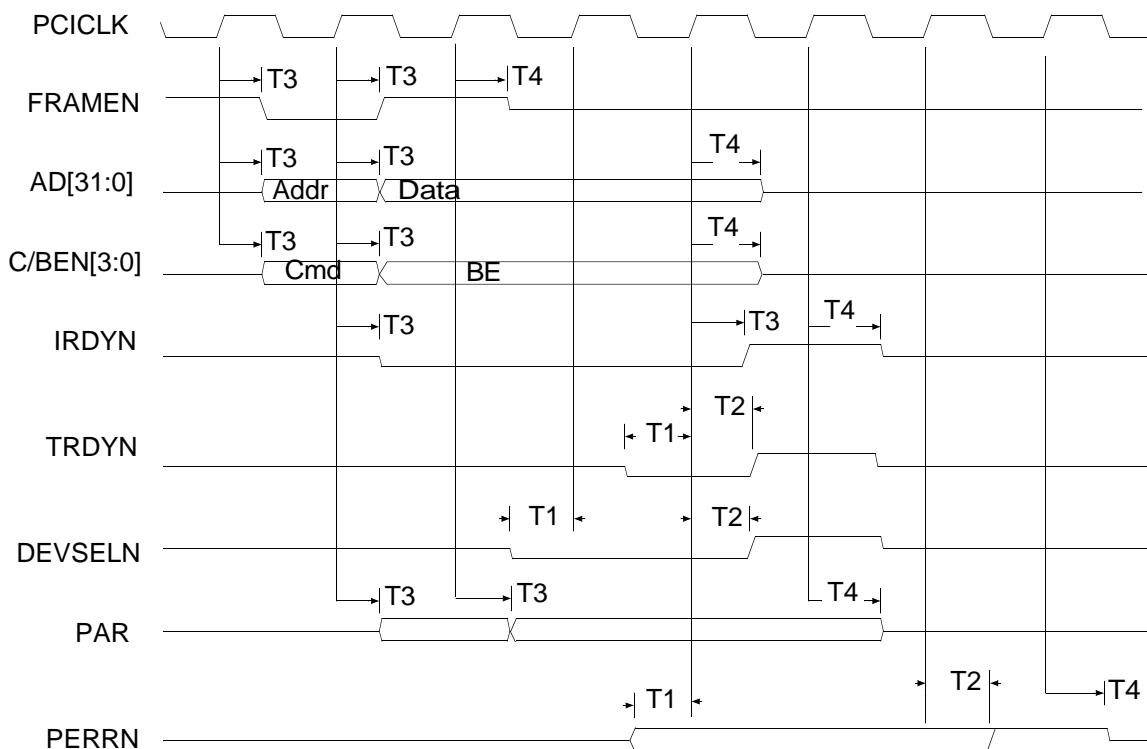 PCICLK
T3 T3 T4
FRAMEN
T3 T3 T4
AD[31:0]
Addr Data
T3 T3 T4
C/BEN[3:0]
Cmd BE
T3 T3 T4
IRDYN
T2
T1
TRDYN
T1 T2
DEVSELN
T3 T3 T4
PAR
T1 T2 T4
PERRN